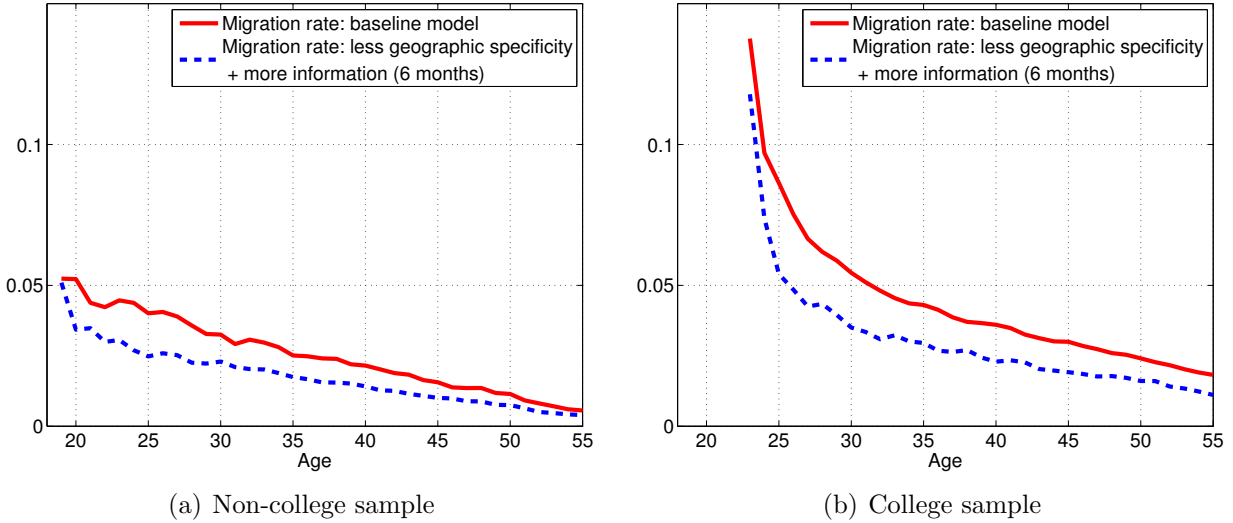 Migration rate: baseline model
Migration rate: less geographic specificity
+ more information (6 months)
0.1
0.05
0
20 25 30 35 40 45 50 55
Age
(a) Non-college sample
Migration rate: baseline model
Migration rate: less geographic specificity
+ more information (6 months)
0.1
0.05
0
20 25 30 35 40 45 50 55
Age
(b) College sample